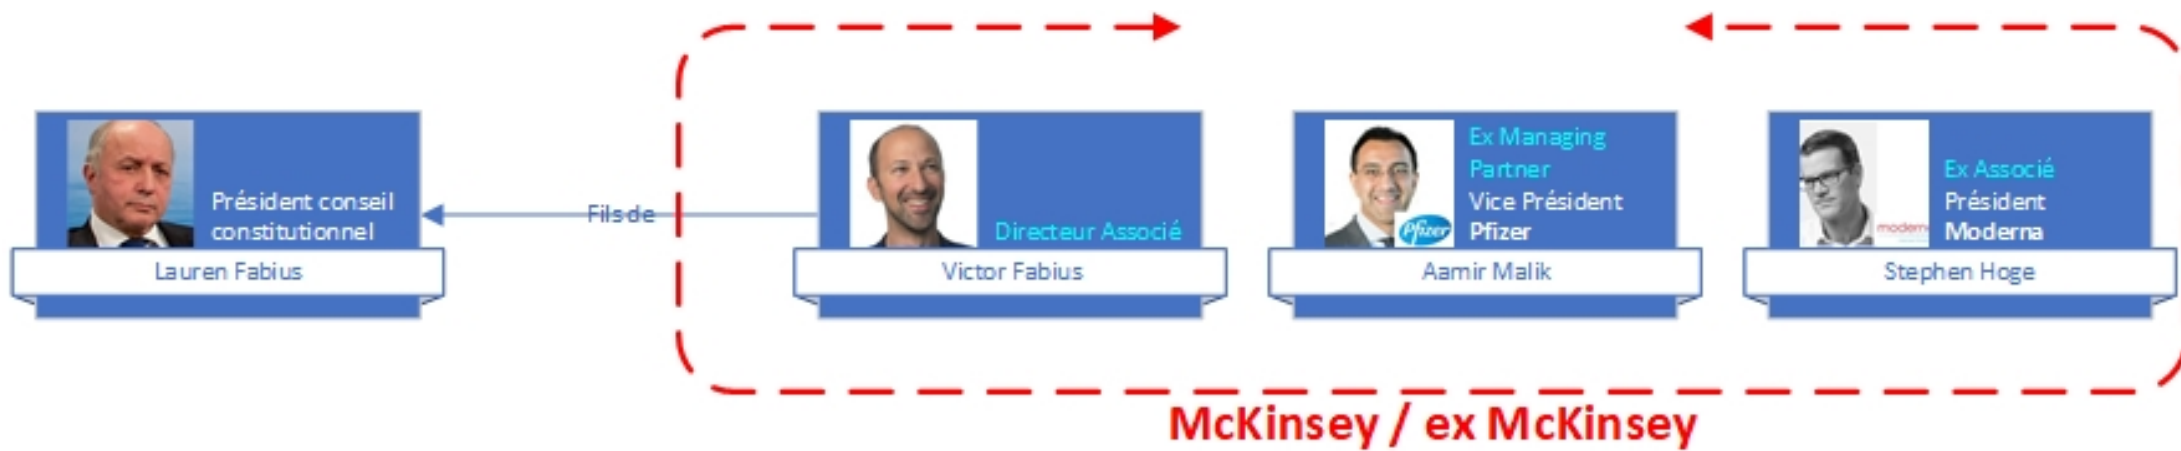 Président conseil
constitutionnel
Lauren Fabius
Fils de
Directeur Associé
Victor Fabius
Ex Managing
Partner
Vice Président
Pfizer
Pfizer
Aamir Malik
Ex Associé
Président
Moderna
moderna
Stephen Hoge
McKinsey / ex McKinsey